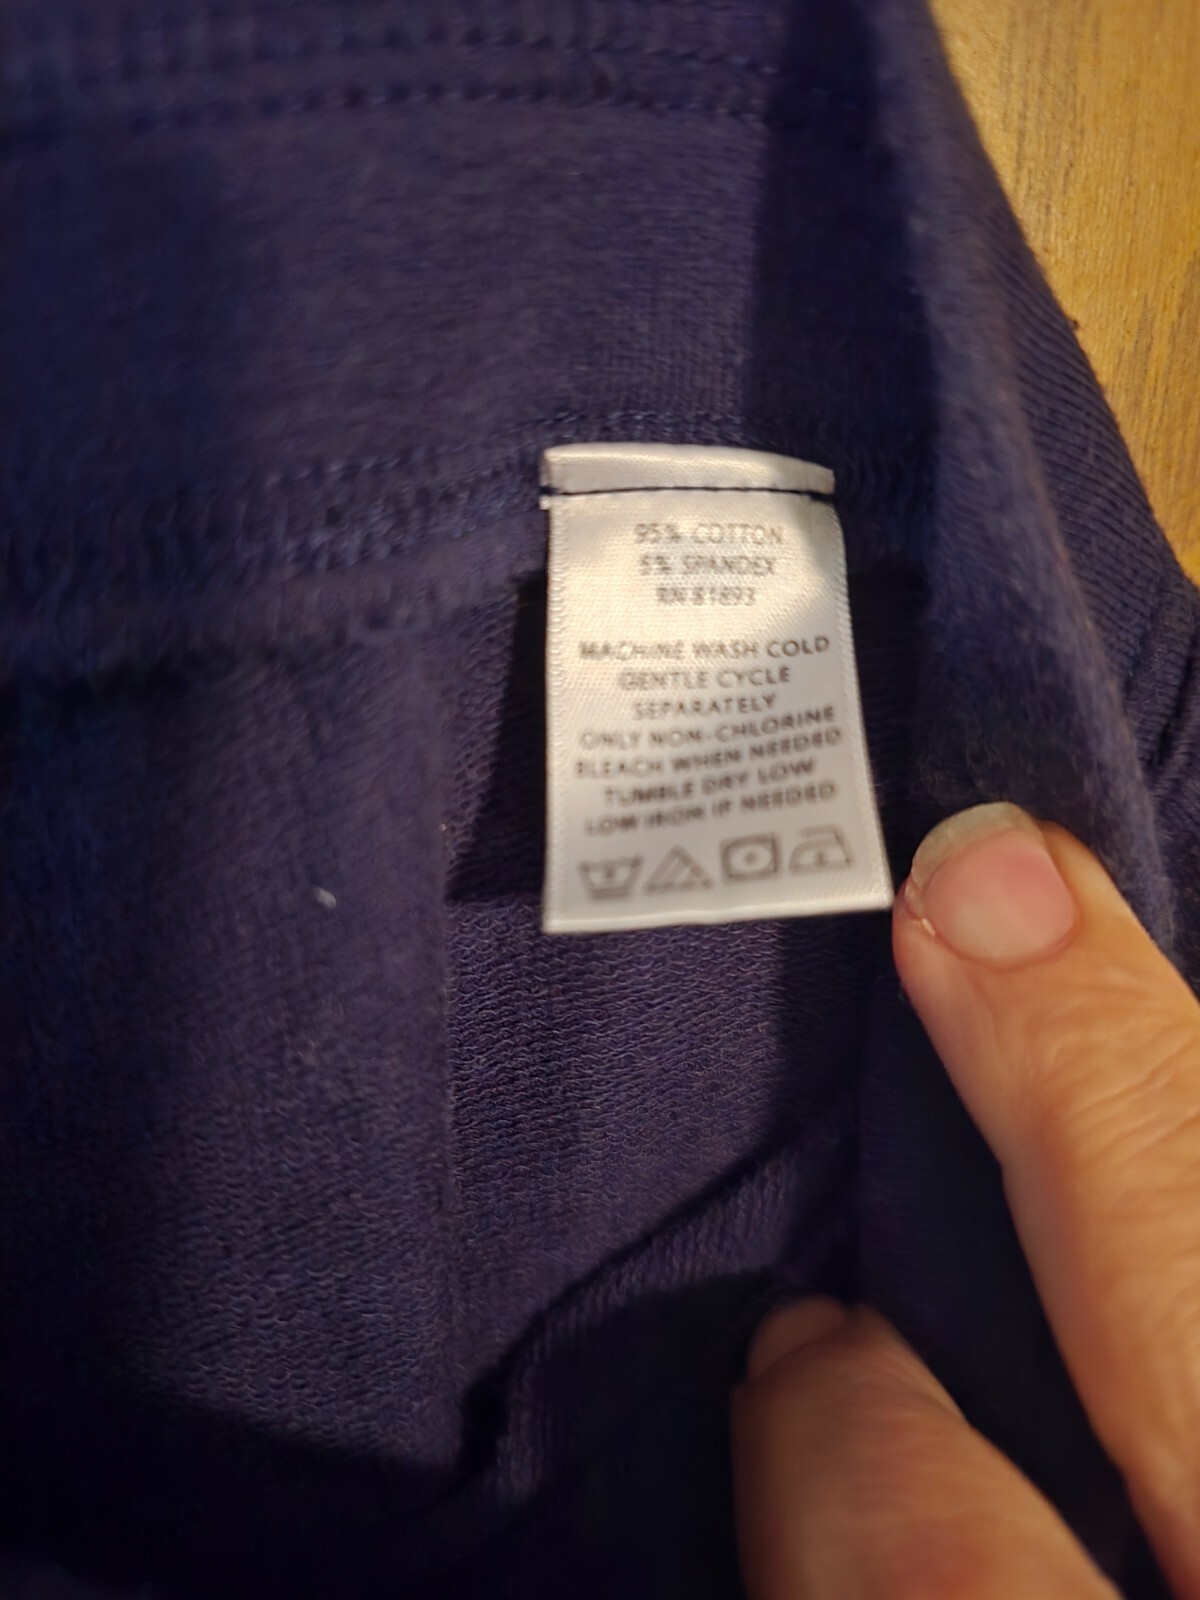 95% COTTON
5% SPANDEX
RN 81893
MACHINE WASH COLD
GENTLE CYCLE
SEPARATELY
ONLY NON-CHLORINE
BLEACH WHEN NEEDED
TUMBLE DRY LOW
LOW IRON IF NEEDED